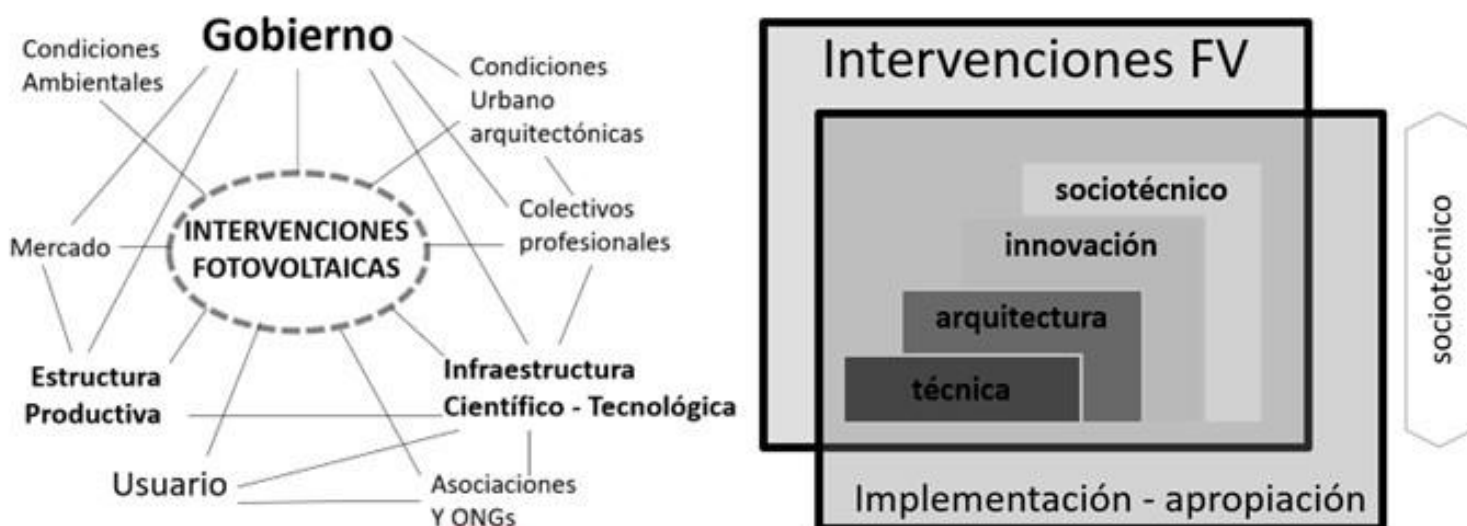 Gobierno
Condiciones
Ambientales
Condiciones
Urbano
arquitectónicas
INTERVENCIONES
FOTOVOLTAICAS
Colectivos
profesionales
Mercado
Estructura
Productiva
Infraestructura
Científico - Tecnológica
Usuario
Asociaciones
Y ONGs
Intervenciones FV
sociotécnico
innovación
arquitectura
técnica
Implementación - apropiación
sociotécnico